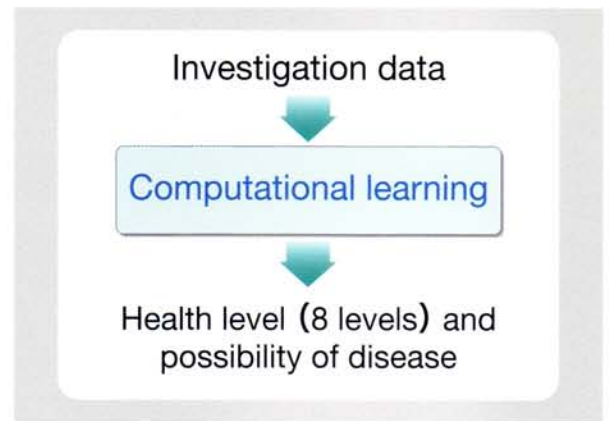 Investigation data
Computational learning
Health level (8 levels) and
possibility of disease